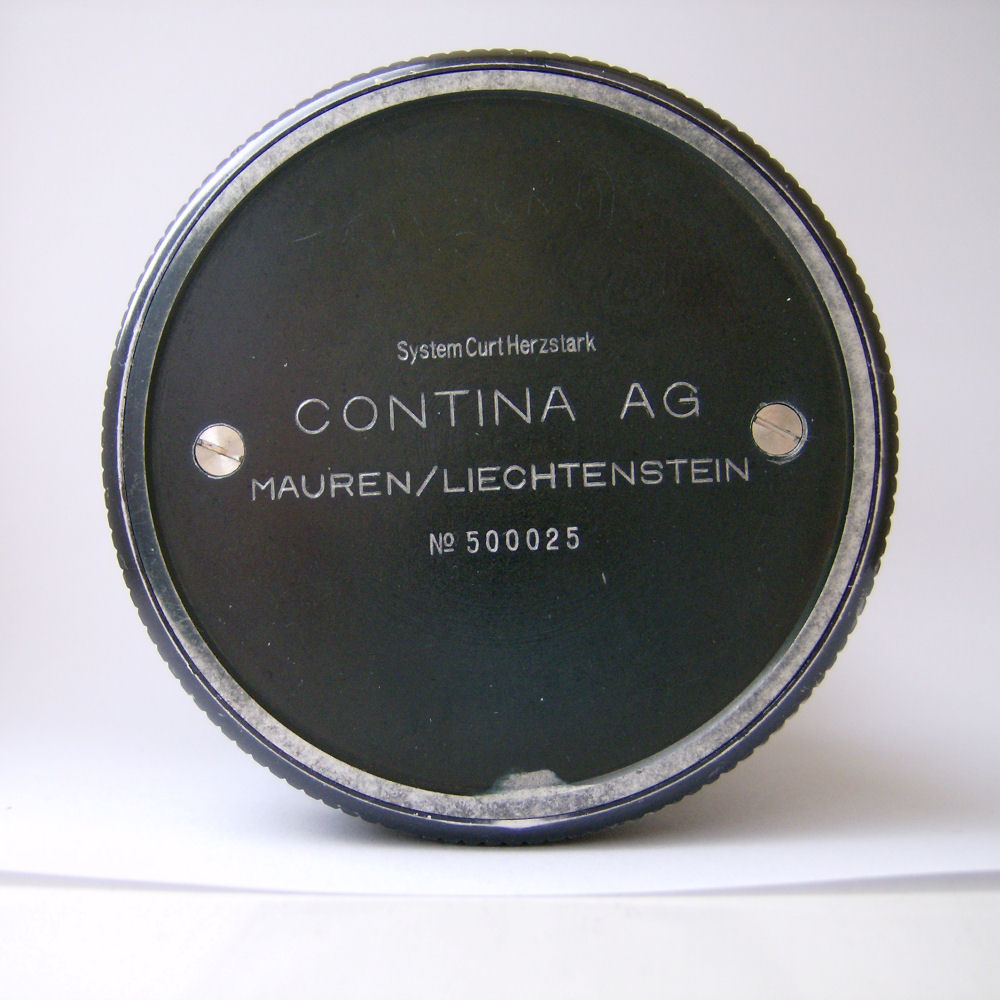 System Curt Herzstark
CONTINA AG
MAUREN/LIECHTENSTEIN
Nº 500025